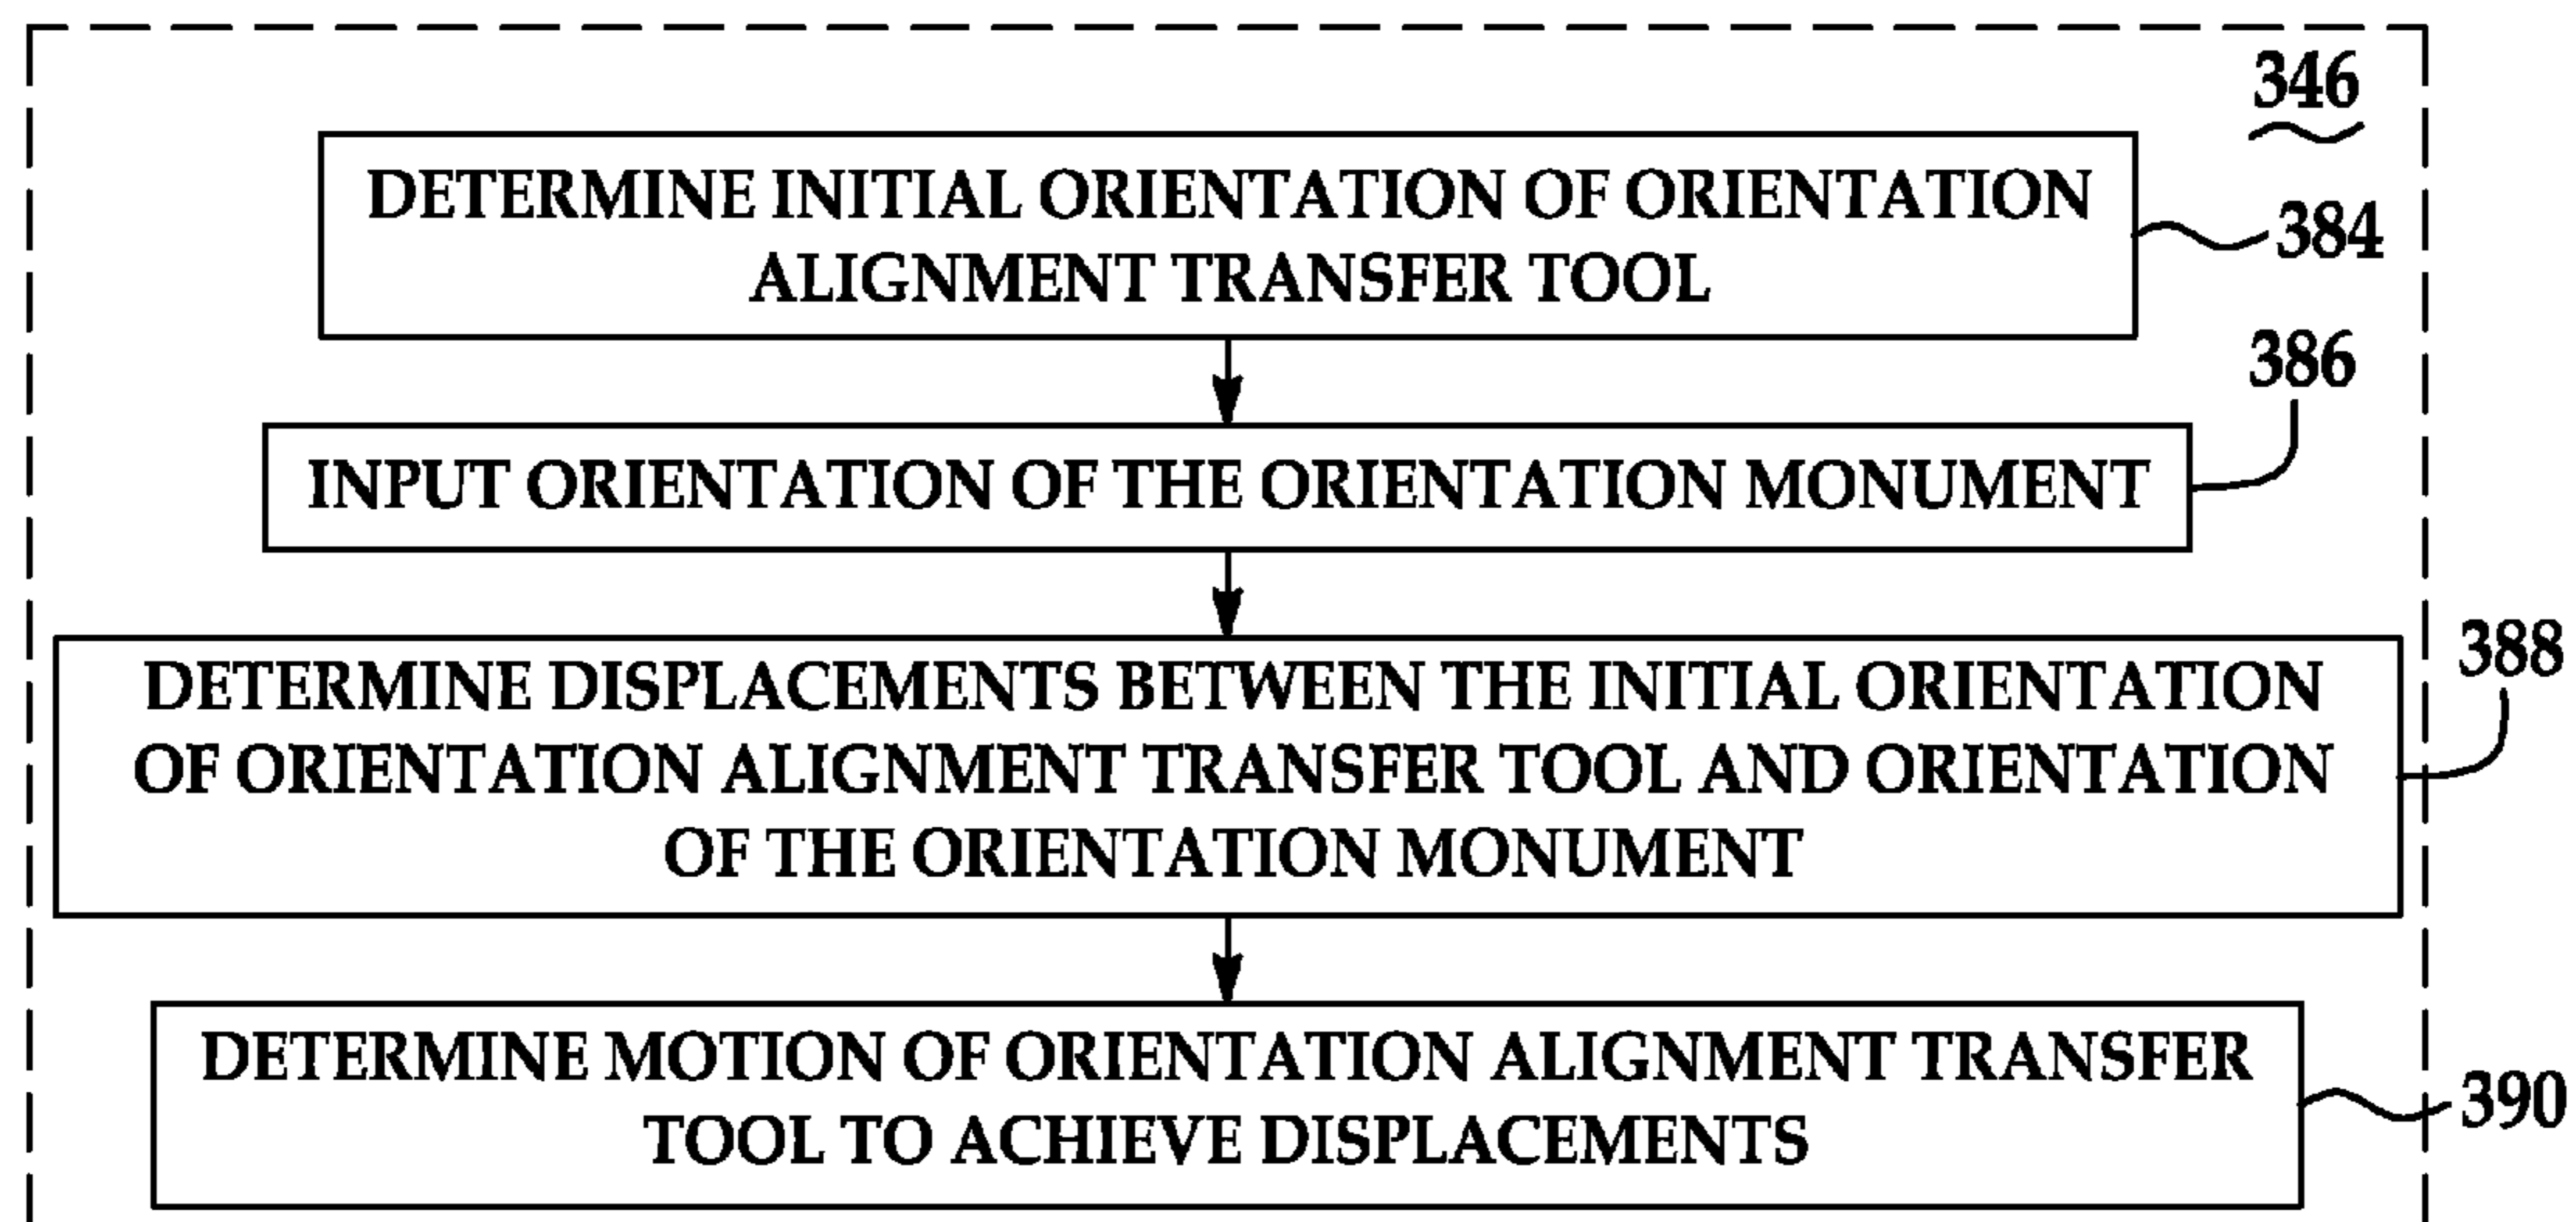 346
DETERMINE INITIAL ORIENTATION OF ORIENTATION
ALIGNMENT TRANSFER TOOL
384
386
INPUT ORIENTATION OF THE ORIENTATION MONUMENT
388
DETERMINE DISPLACEMENTS BETWEEN THE INITIAL ORIENTATION
OF ORIENTATION ALIGNMENT TRANSFER TOOL AND ORIENTATION
OF THE ORIENTATION MONUMENT
DETERMINE MOTION OF ORIENTATION ALIGNMENT TRANSFER
TOOL TO ACHIEVE DISPLACEMENTS
390